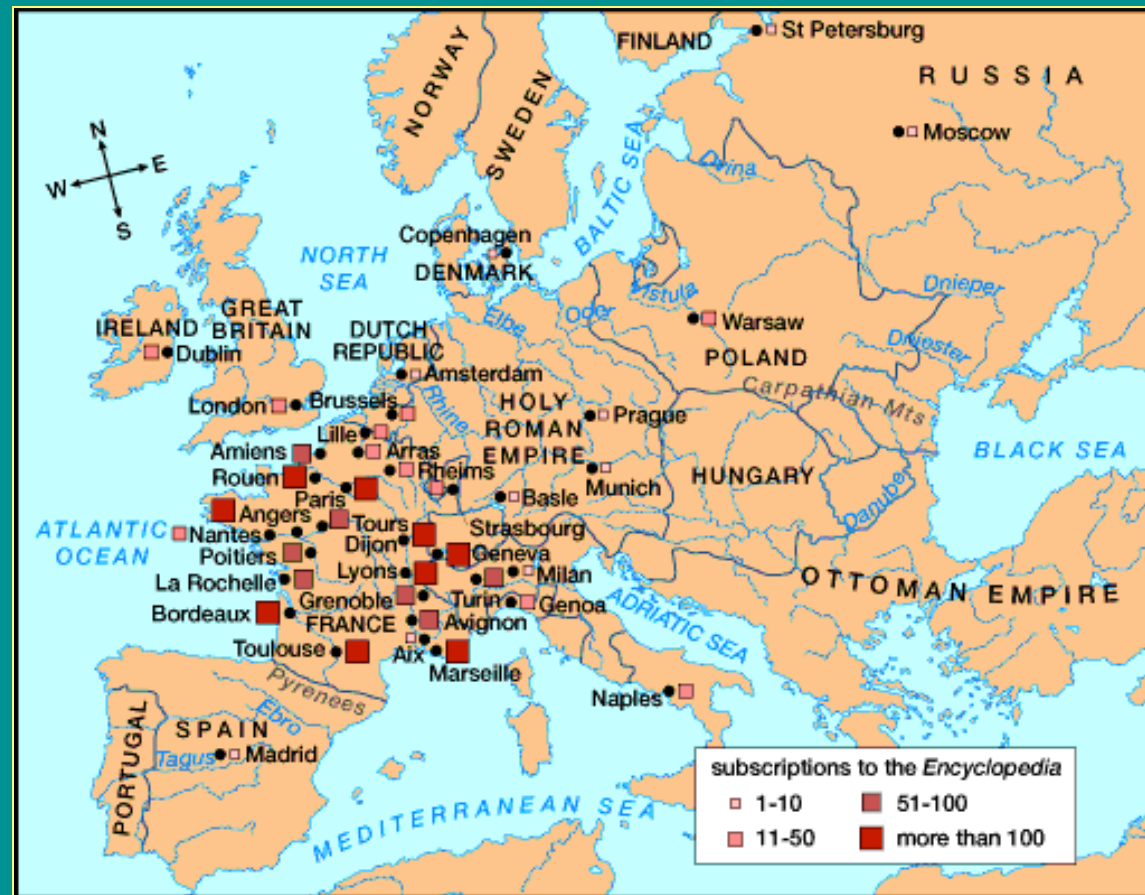 St Petersburg
FINLAND
RUSSIA
NORWAY
SWEDEN
Moscow
N
W
E
S
Dvina
BALTIC SEA
Copenhagen
DENMARK
NORTH
SEA
Vistula
Dnieper
GREAT
BRITAIN
IRELAND
Dublin
DUTCH
REPUBLIC
Elbe
Oder
Warsaw
POLAND
Dniester
Amsterdam
Carpathian Mts
London
Brussels
Rhine
HOLY
ROMAN
EMPIRE
Prague
Lille
Amiens
Arras
BLACK SEA
Rouen
Rheims
Munich
HUNGARY
Paris
Basle
Danube
Angers
ATLANTIC
OCEAN
Nantes
Tours
Strasbourg
Dijon
Geneva
Poitiers
Lyons
Milan
La Rochelle
OTTOMAN EMPIRE
Grenoble
Turin
Genoa
Bordeaux
FRANCE
Avignon
ADRIATIC SEA
Toulouse
Aix
Marseille
Pyrenees
Naples
Ebro
SPAIN
PORTUGAL
Tagus
Madrid
MEDITERRANEAN SEA
subscriptions to the Encyclopedia
1-10
51-100
11-50
more than 100